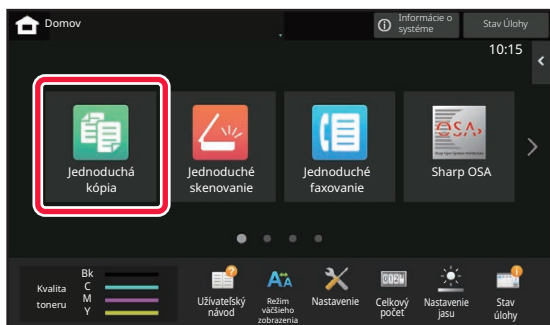 Domov
Informácie o
systéme
Stav Úlohy
10:15
Jednoduchá
kópia
Jednoduché
skenovanie
Jednoduché
faxovanie
OSA
Sharp OSA
Kvalita
toneru
Bk
C
M
Y
Užívateľský
návod
Režim
väčšieho
zobrazenia
Nastavenie
Celkový
počet
Nastavenie
jasu
Stav
úlohy